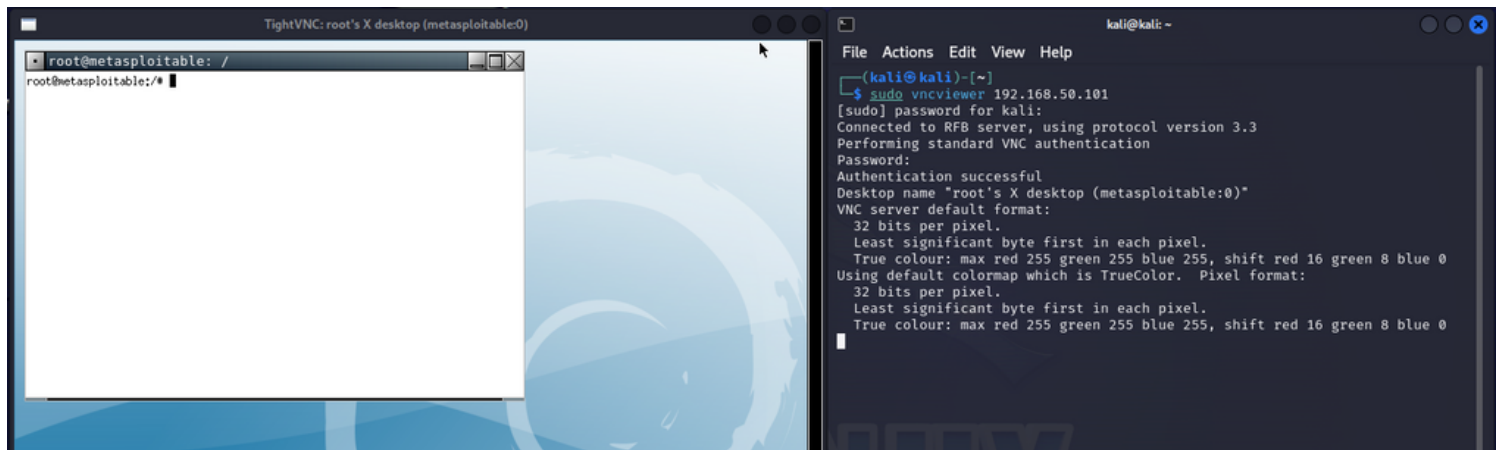 TightVNC: root's X desktop (metasploitable:0)
root@metasploitable: /
root@metasploitable:/#
kali@kali: ~
File Actions Edit View Help
(kali㉿kali)-[~]
$ sudo vncviewer 192.168.50.101
[sudo] password for kali:
Connected to RFB server, using protocol version 3.3
Performing standard VNC authentication
Password:
Authentication successful
Desktop name "root's X desktop (metasploitable:0)"
VNC server default format:
32 bits per pixel.
Least significant byte first in each pixel.
True colour: max red 255 green 255 blue 255, shift red 16 green 8 blue 0
Using default colormap which is TrueColor. Pixel format:
32 bits per pixel.
Least significant byte first in each pixel.
True colour: max red 255 green 255 blue 255, shift red 16 green 8 blue 0